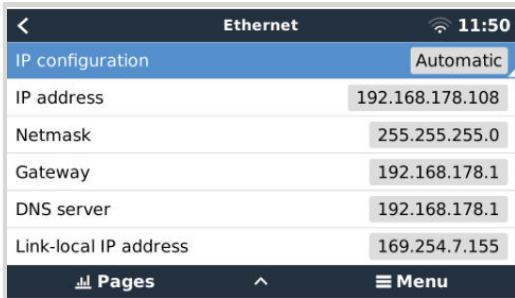 Ethernet 11:50
IP configuration Automatic
IP address 192.168.178.108
Netmask 255.255.255.0
Gateway 192.168.178.1
DNS server 192.168.178.1
Link-local IP address 169.254.7.155
Pages Menu